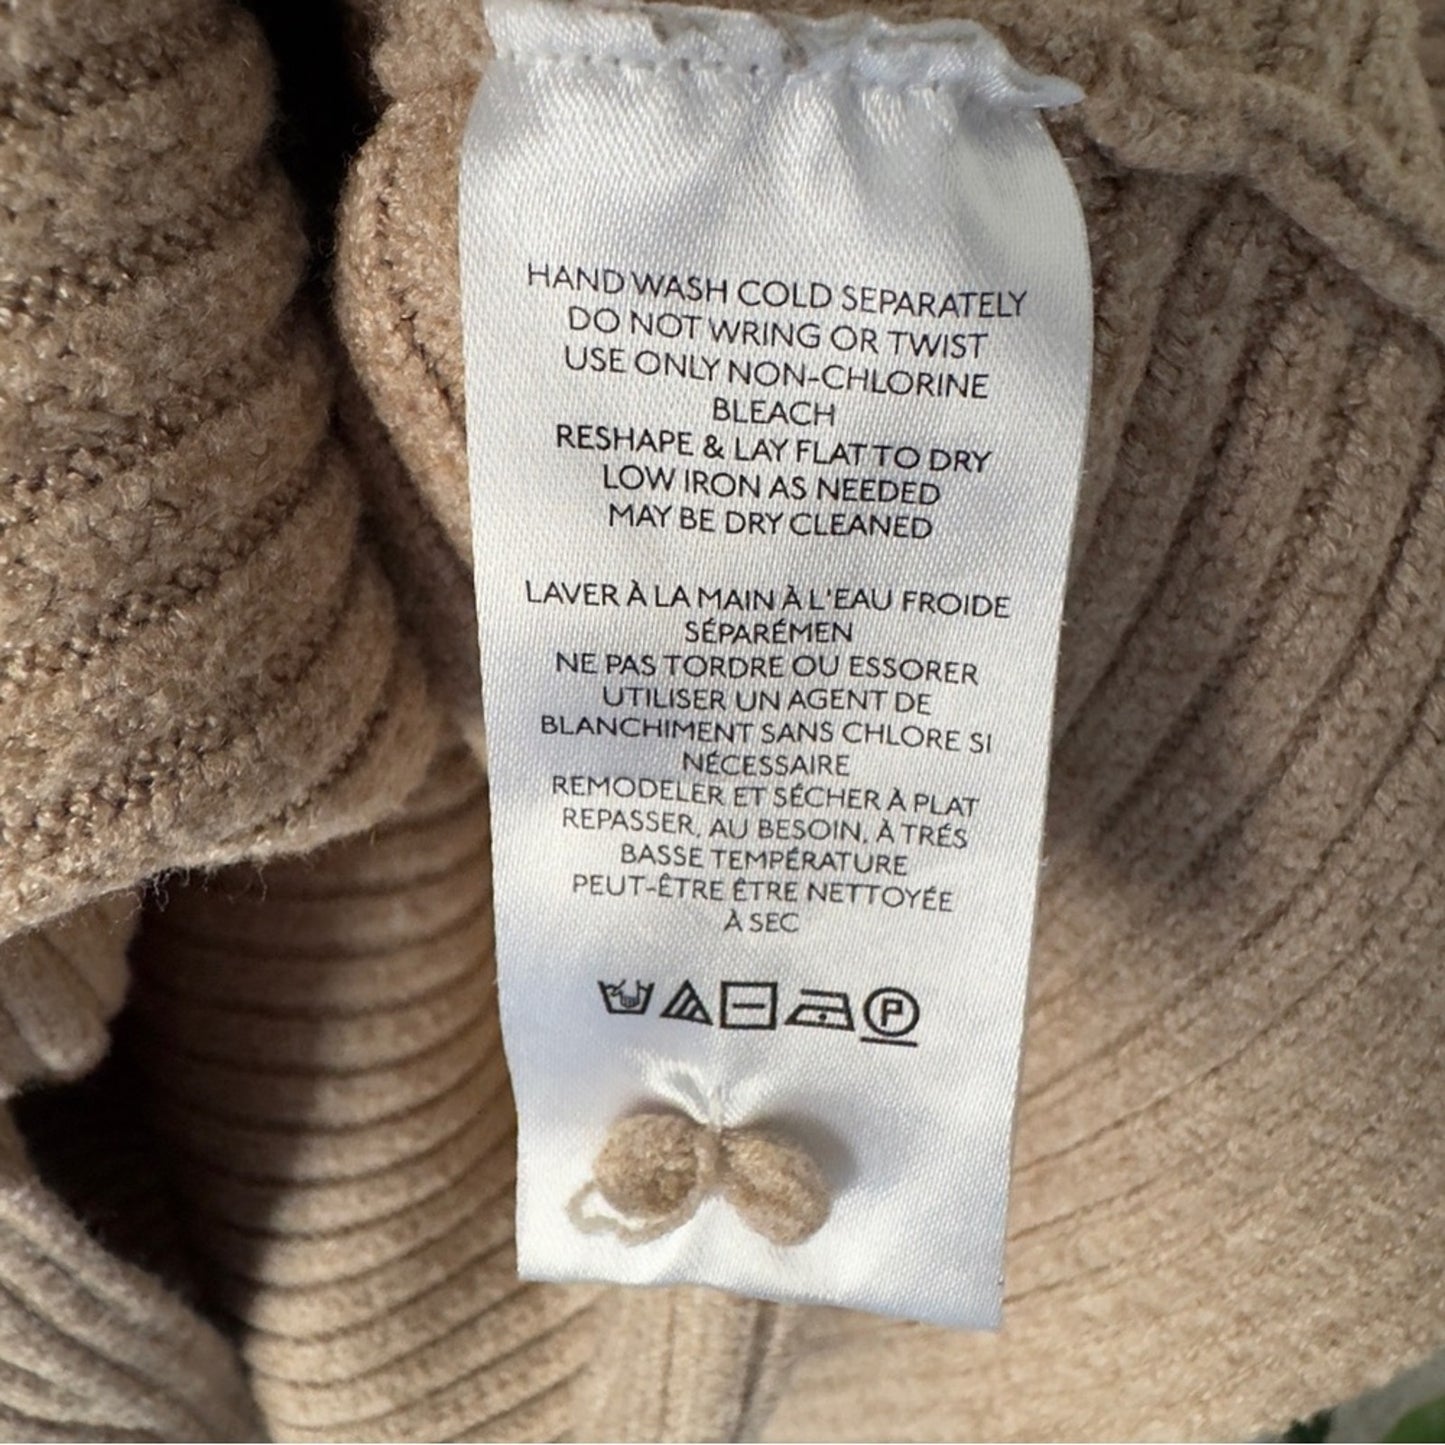 HAND WASH COLD SEPARATELY
DO NOT WRING OR TWIST
USE ONLY NON-CHLORINE
BLEACH
RESHAPE & LAY FLAT TO DRY
LOW IRON AS NEEDED
MAY BE DRY CLEANED
LAVER À LA MAIN À L'EAU FROIDE
SÉPARÉMEN
NE PAS TORDRE OU ESSORER
UTILISER UN AGENT DE
BLANCHIMENT SANS CHLORE SI
NÉCESSAIRE
REMODELER ET SÉCHER À PLAT
REPASSER, AU BESOIN, À TRÉS
BASSE TEMPÉRATURE
PEUT-ÊTRE ÊTRE NETTOYÉE
À SEC
P